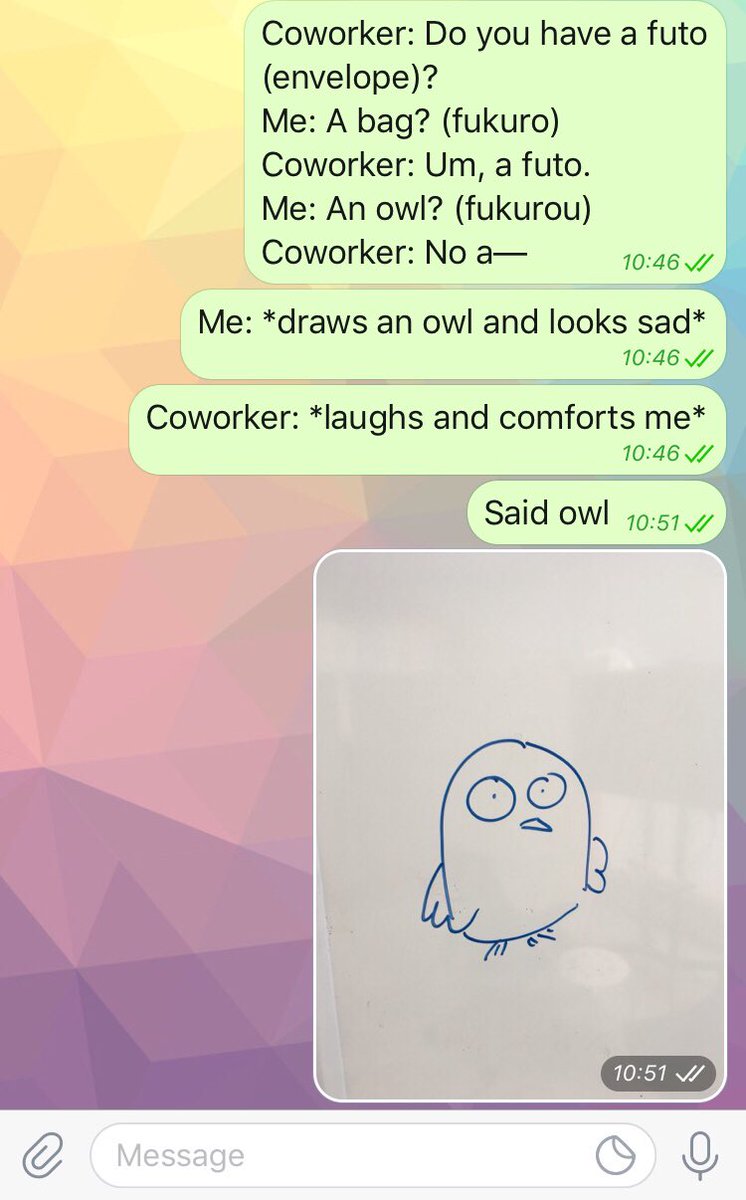 Coworker: Do you have a futo
(envelope)?
Me: A bag? (fukuro)
Coworker: Um, a futo.
Me: An owl? (fukurou)
Coworker: No a—
10:46
Me: *draws an owl and looks sad*
10:46
Coworker: *laughs and comforts me*
10:46
Said owl 10:51
10:51
Message